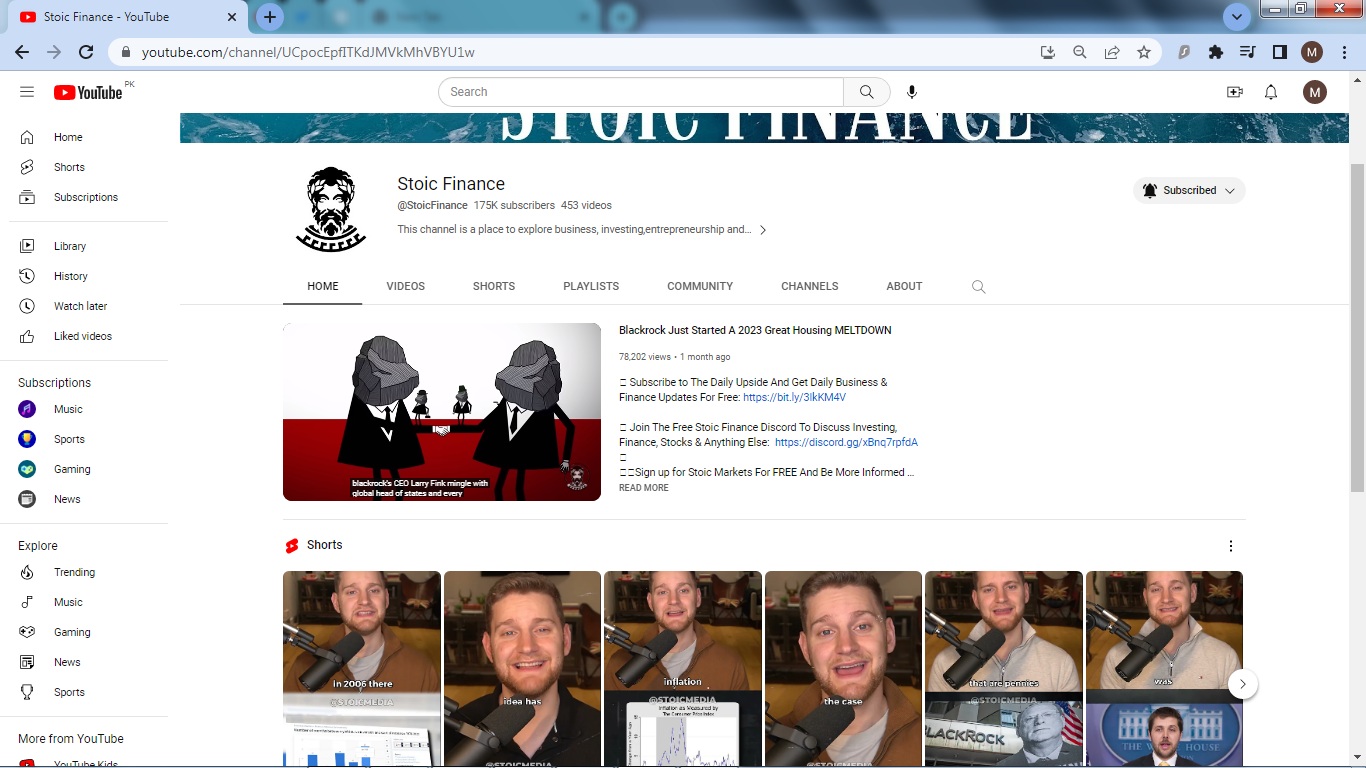 Stoic Finance - YouTube
youtube.com/channel/UCpocEpfITKdJMVkMhVBYU1w
M
YouTube PK
Search
M
STOIC FINANCE
Home
Shorts
Subscriptions
Library
History
Watch later
Liked videos
Subscriptions
Music
Sports
Gaming
News
Explore
Trending
Music
Gaming
News
Sports
More from YouTube
YouTube Kids
Stoic Finance
@StoicFinance 175K subscribers 453 videos
This channel is a place to explore business, investing,entrepreneurship and...
Subscribed
HOME VIDEOS SHORTS PLAYLISTS COMMUNITY CHANNELS ABOUT
blackrock's CEO Larry Fink mingle with
global head of states and every
Blackrock Just Started A 2023 Great Housing MELTDOWN
78,202 views • 1 month ago
Subscribe to The Daily Upside And Get Daily Business &
Finance Updates For Free: https://bit.ly/3IkKM4V
Join The Free Stoic Finance Discord To Discuss Investing,
Finance, Stocks & Anything Else: https://discord.gg/xBnq7rpfdA
Sign up for Stoic Markets For FREE And Be More Informed ...
READ MORE
Shorts
in 2006 there
@STOICMEDIA
idea has
@STOICMEDIA
inflation
@STOICMEDIA
Inflation as Measured by
The Consumer Price Index
the case
@STOICMEDIA
that are pennies
@STOICMEDIA
BLACKROCK
was
THE WHITE HOUSE